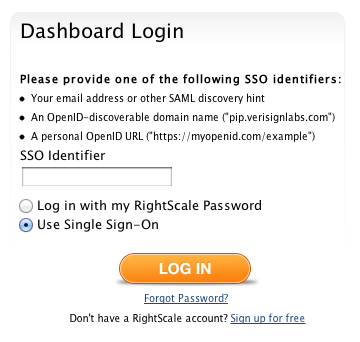 Dashboard Login
Please provide one of the following SSO identifiers:
• Your email address or other SAML discovery hint
• An OpenID-discoverable domain name ("pip.verisignlabs.com")
• A personal OpenID URL ("https://myopenid.com/example")
SSO Identifier
Log in with my RightScale Password
Use Single Sign-On
LOG IN
Forgot Password?
Don't have a RightScale account? Sign up for free